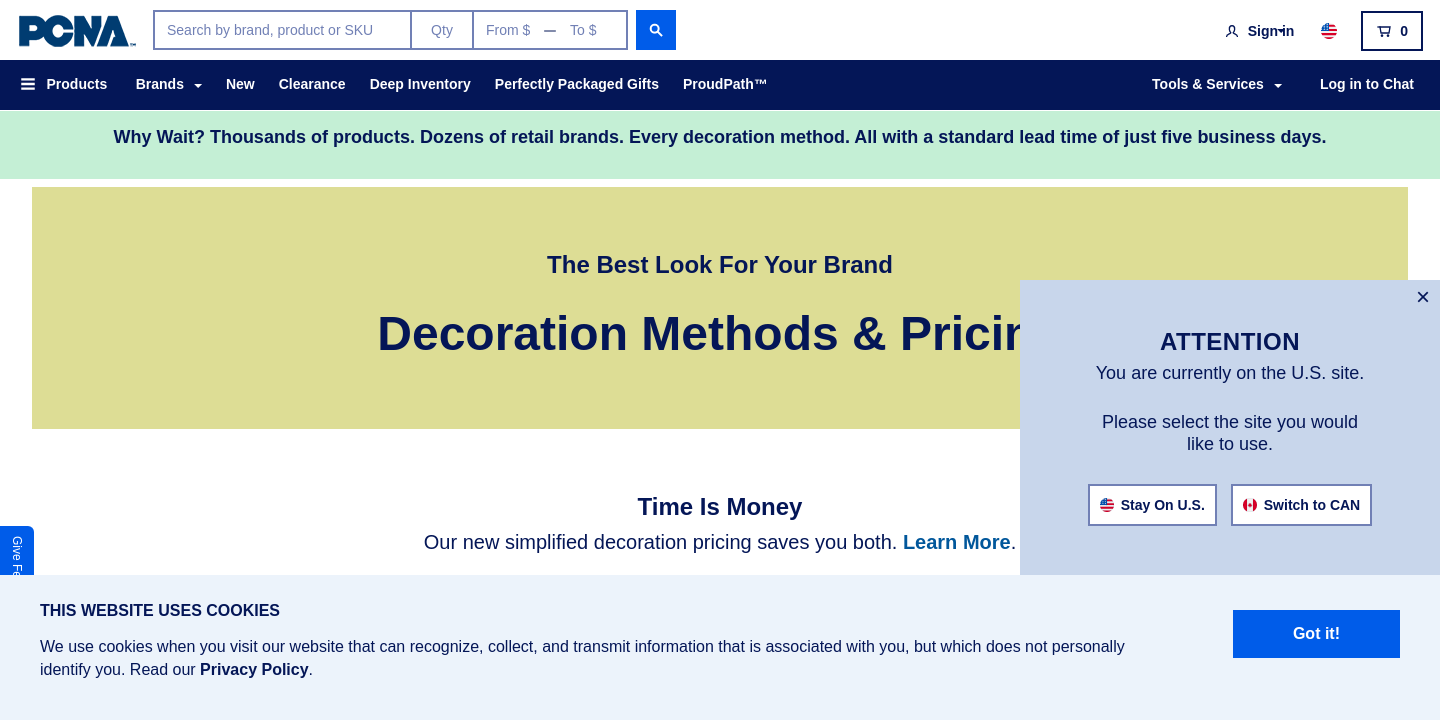 PCNA™
Search by brand, product or SKU
Qty
From $ — To $
Sign in
0
Products
Brands
New
Clearance
Deep Inventory
Perfectly Packaged Gifts
ProudPath™
Tools & Services
Log in to Chat
Why Wait? Thousands of products. Dozens of retail brands. Every decoration method. All with a standard lead time of just five business days.
The Best Look For Your Brand
Decoration Methods & Pricin
×
ATTENTION
You are currently on the U.S. site.
Please select the site you would
like to use.
Stay On U.S.
Switch to CAN
Time Is Money
Our new simplified decoration pricing saves you both. Learn More.
Give Fe
THIS WEBSITE USES COOKIES
We use cookies when you visit our website that can recognize, collect, and transmit information that is associated with you, but which does not personally
identify you. Read our Privacy Policy.
Got it!